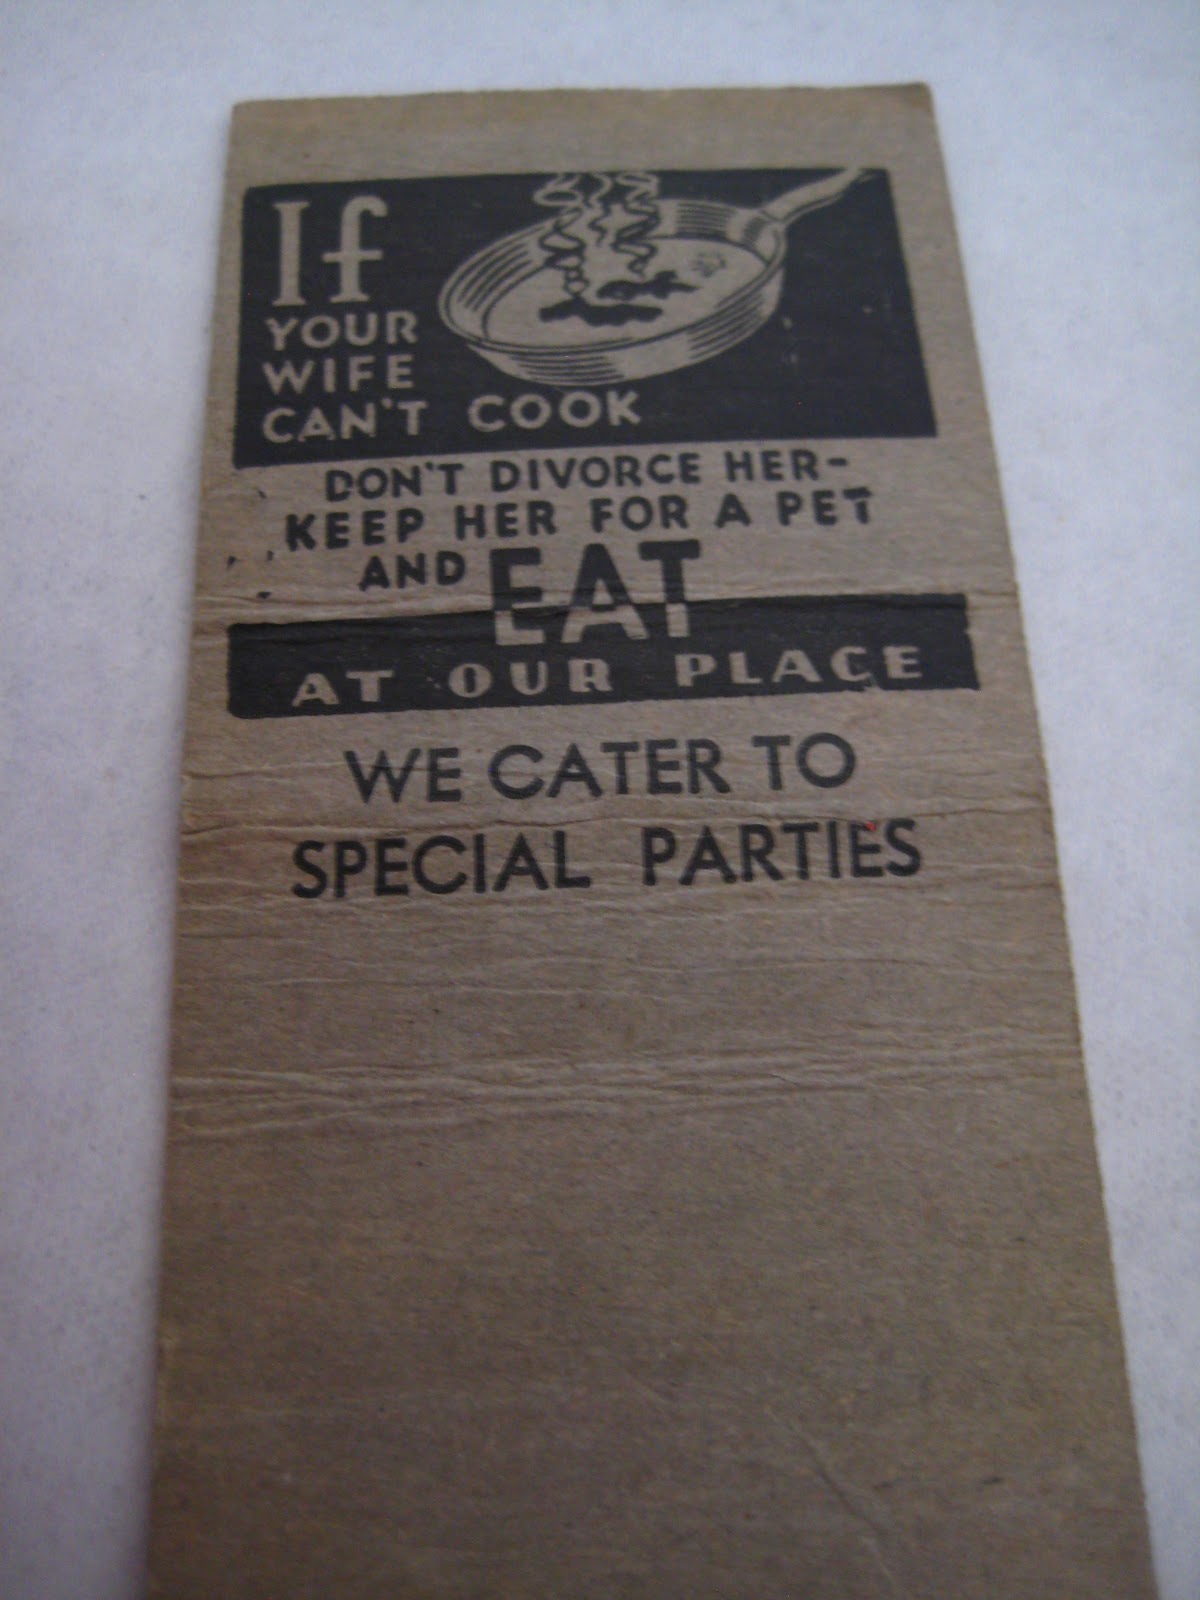 If
YOUR
WIFE
CAN'T COOK
DON'T DIVORCE HER-
KEEP HER FOR A PET
AND EAT
AT OUR PLACE
WE CATER TO
SPECIAL PARTIES